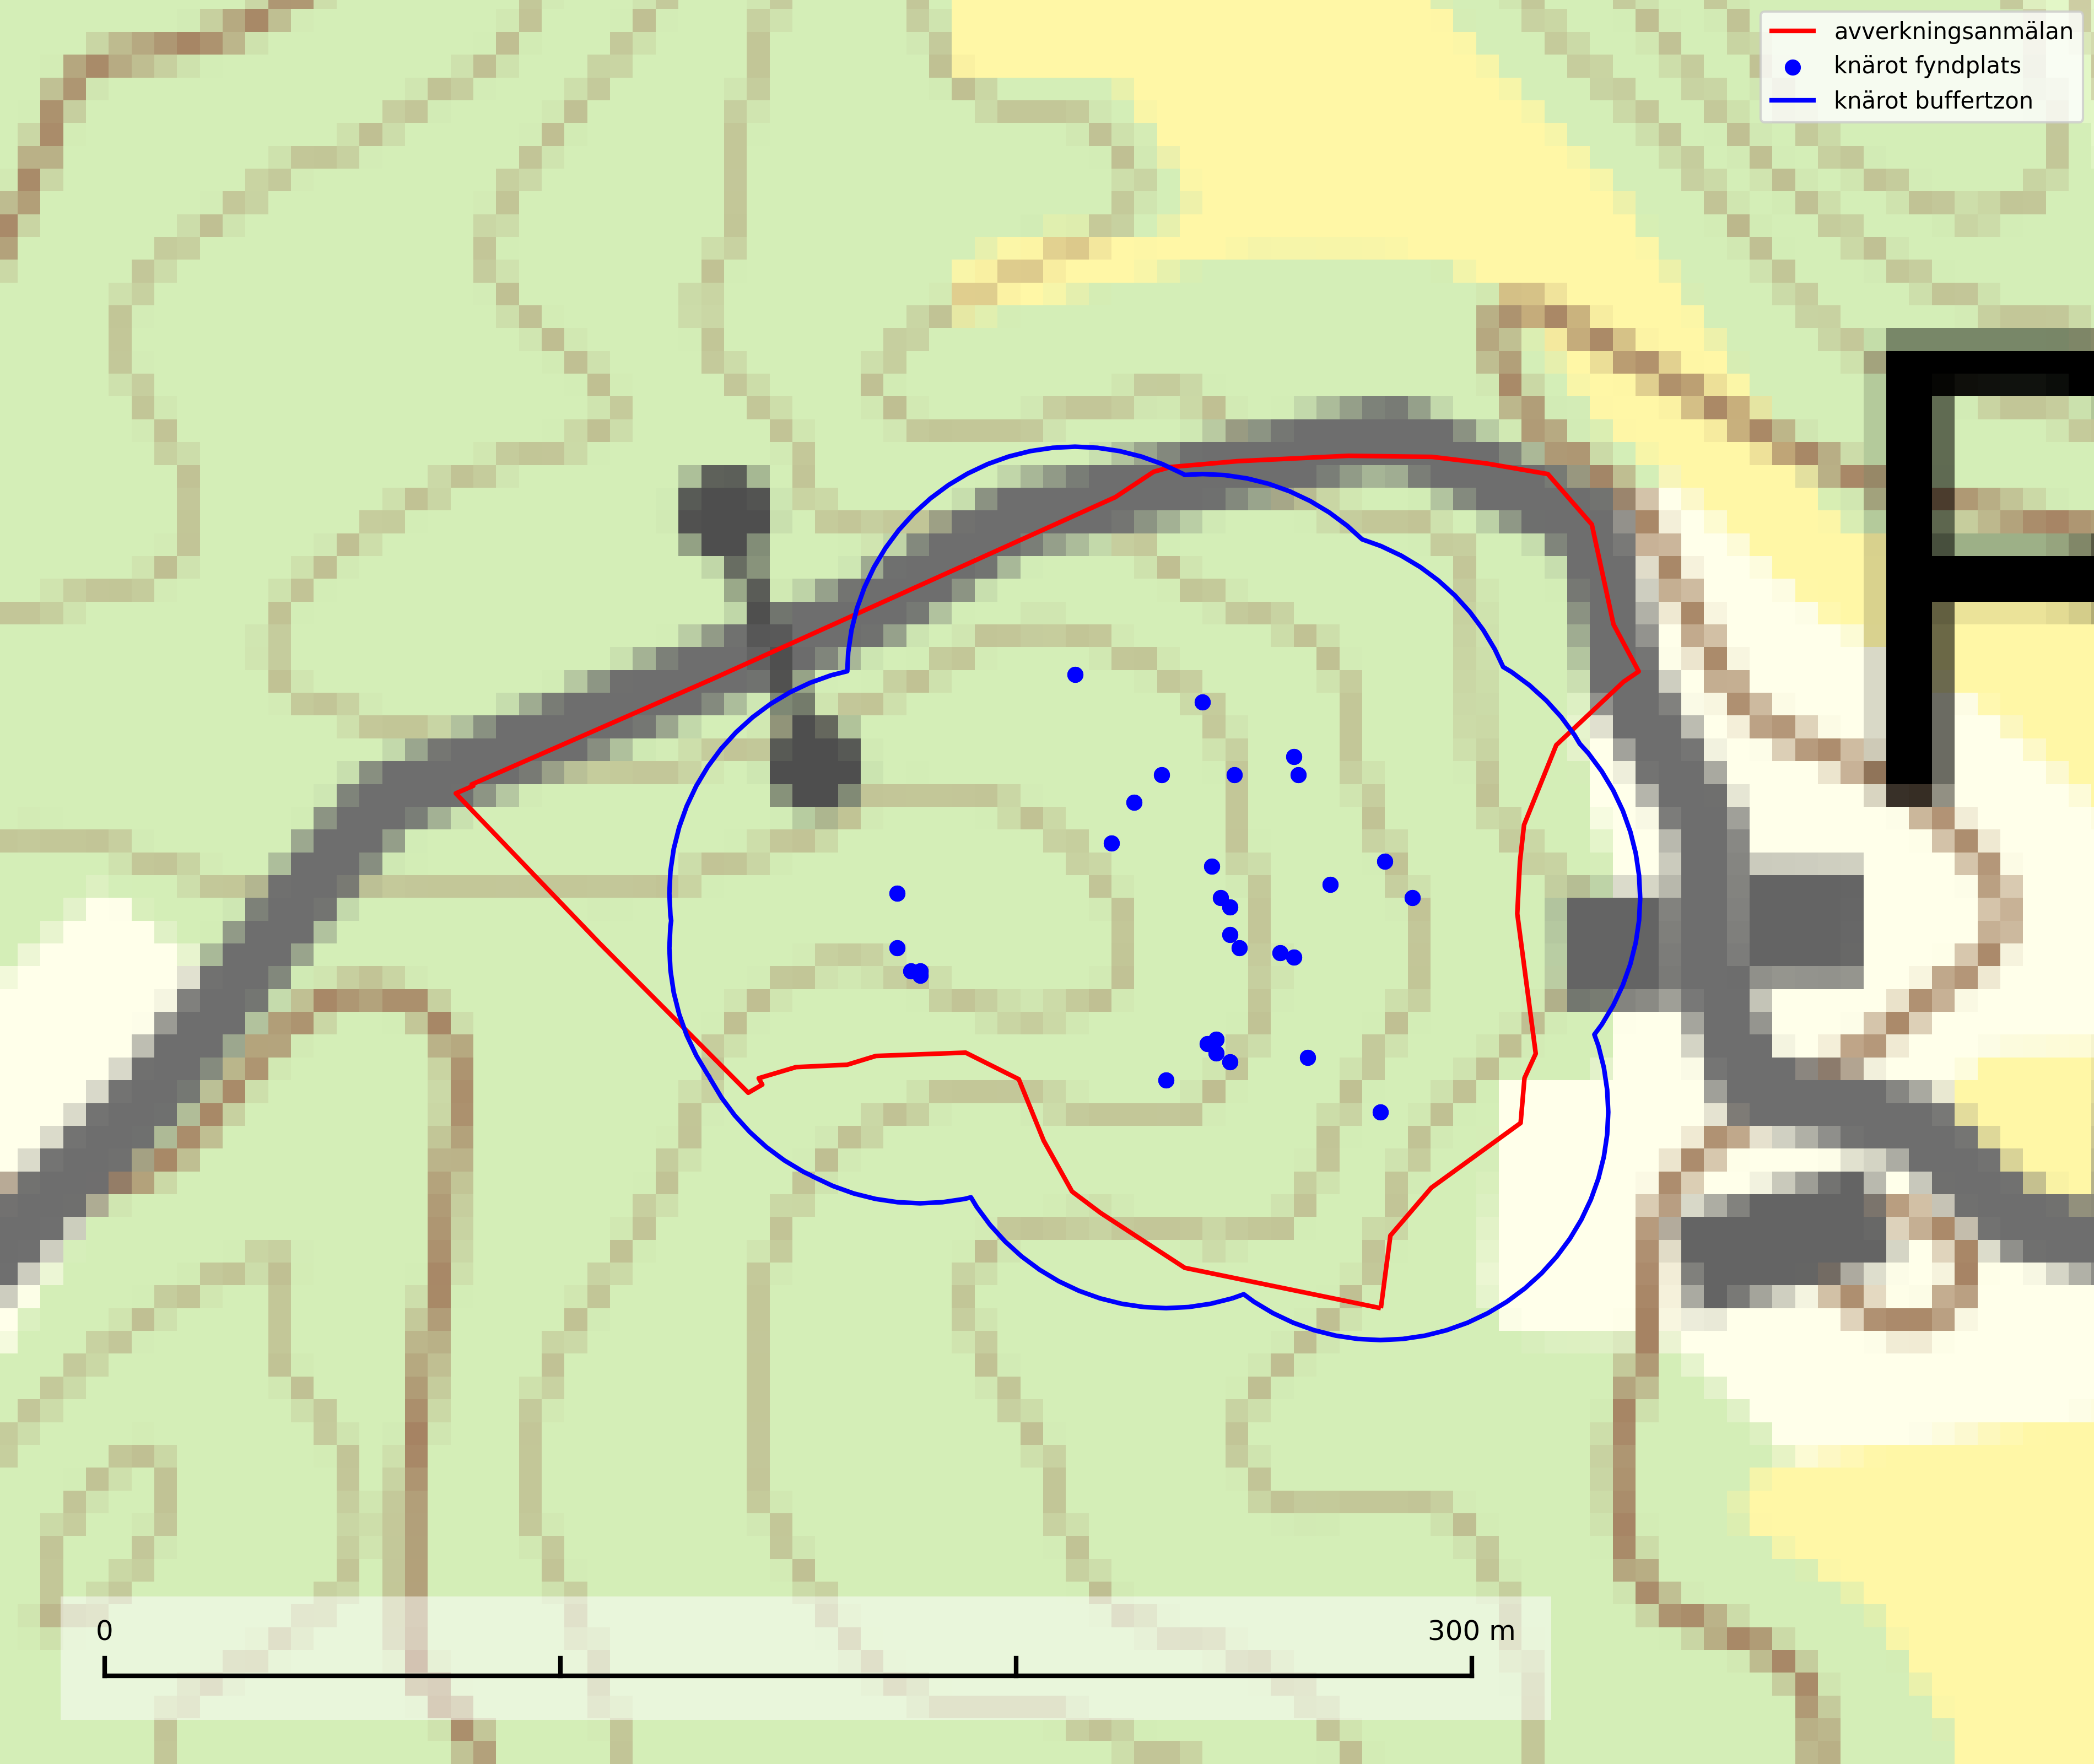 avverkningsanmälan
knärot fyndplats
knärot buffertzon
0
300 m